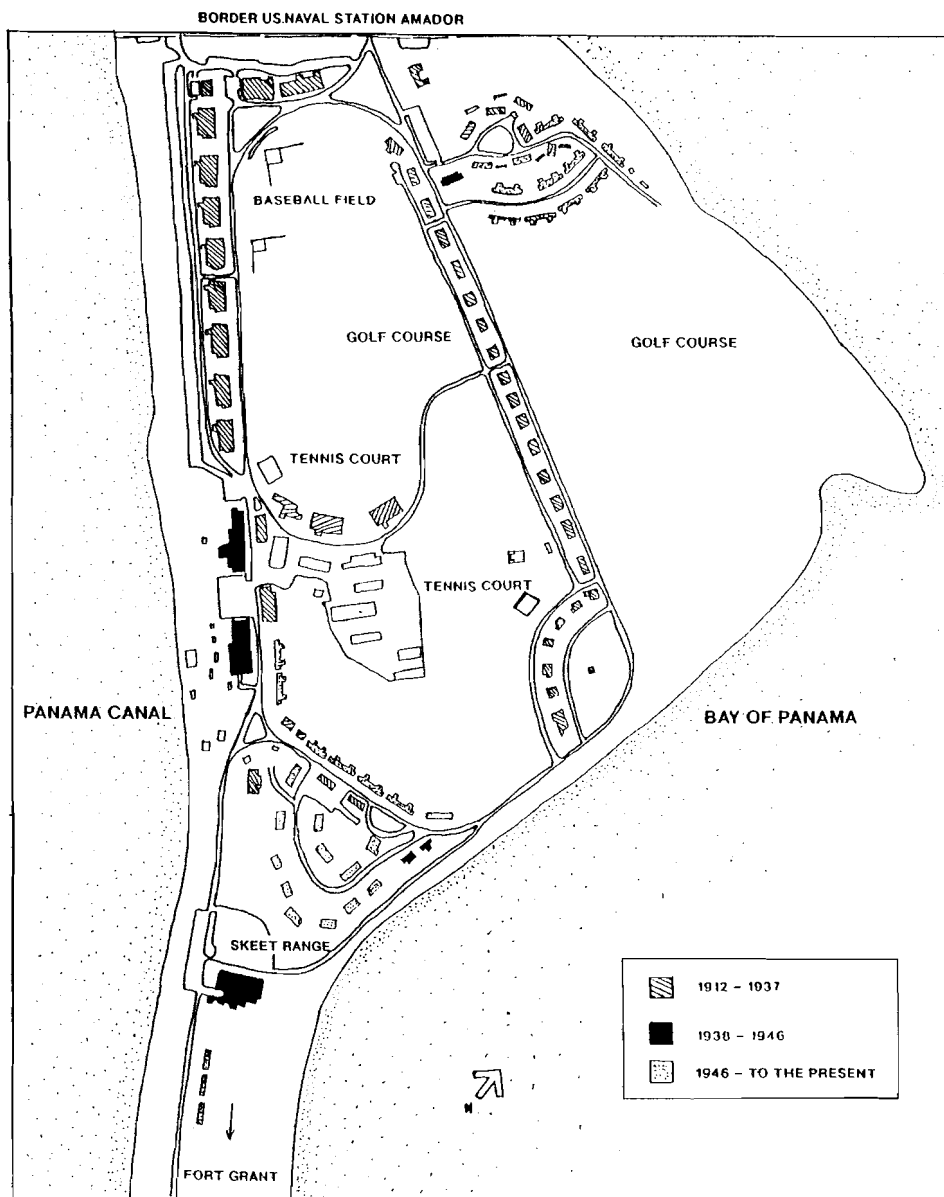 BORDER US.NAVAL STATION AMADOR
BASEBALL FIELD
GOLF COURSE
GOLF COURSE
TENNIS COURT
TENNIS COURT
PANAMA CANAL
BAY OF PANAMA
SKEET RANGE
1912 - 1937
1938 - 1946
1946 - TO THE PRESENT
N
FORT GRANT